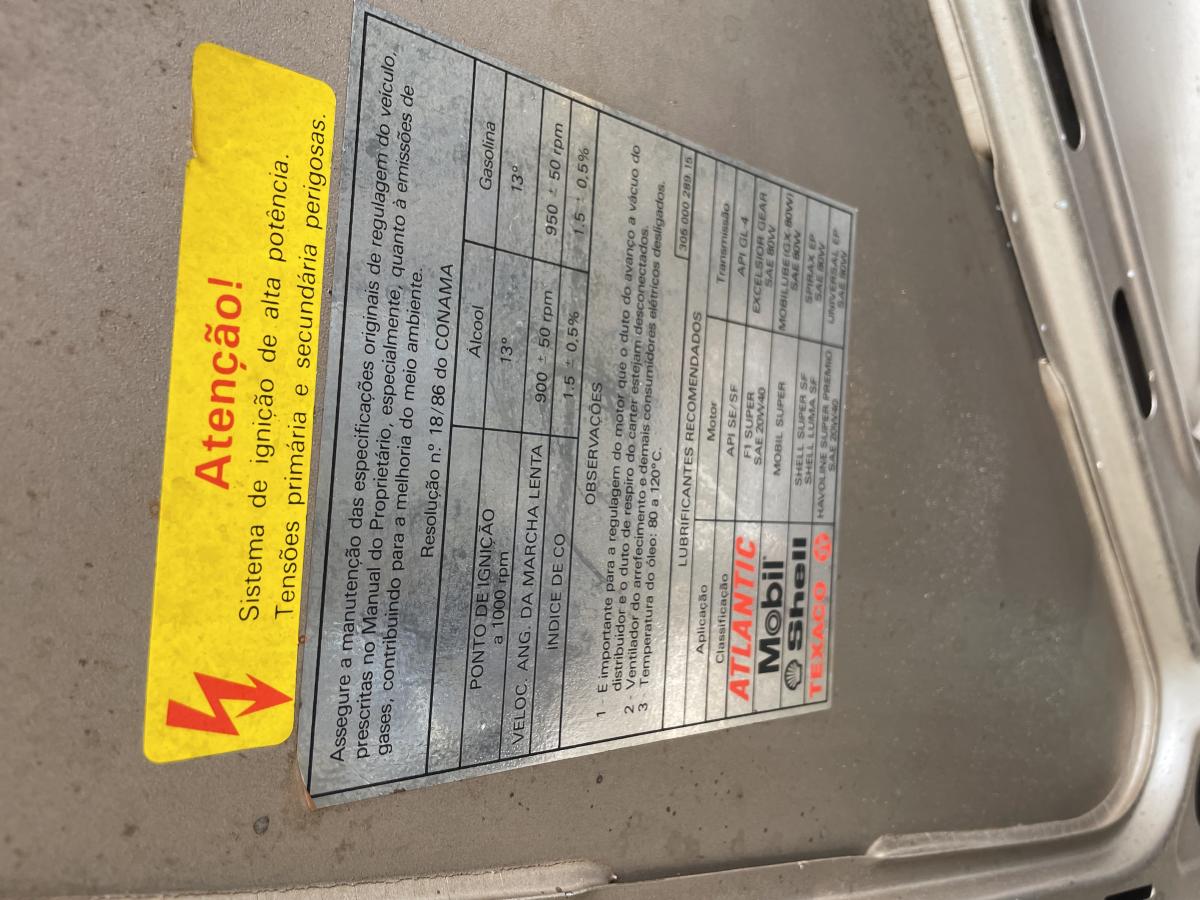 Atenção!
Sistema de ignição de alta potência.
Tensões primária e secundária perigosas.
Assegure a manutenção das especificações originais de regulagem do veículo,
prescritas no Manual do Proprietário, especialmente, quanto à emissões de
gases, contribuindo para a melhoria do meio ambiente.
Resolução n.º 18/86 do CONAMA
Álcool Gasolina
PONTO DE IGNIÇÃO
a 1000 rpm 13º 13º
VELOC. ANG. DA MARCHA LENTA 900 ± 50 rpm 950 ± 50 rpm
INDICE DE CO 1.5 ± 0,5% 1.5 ± 0,5%
OBSERVAÇÕES
1 E importante para a regulagem do motor que o duto do avanço a vácuo do
distribuidor e o duto de respiro do carter estejam desconectados.
2 - Ventilador do arrefecimento e demais consumidores elétricos desligados.
3 - Temperatura do óleo: 80 a 120°C.
305 000 289 15
LUBRIFICANTES RECOMENDADOS
Aplicação Motor Transmissão
Classificação API SE/SF API GL 4
ATLANTIC F1 SUPER SAE 20W/40 EXCELSIOR GEAR SAE 80W
Mobil MOBIL SUPER MOBILUBE (GX 80W) SAE 80W
Shell SHELL SUPER SF SHELL LUMA SF SPIRAX EP SAE 80W
TEXACO HAVOLINE SUPER PREMIO SAE 20W/40 UNIVERSAL EP SAE 80W